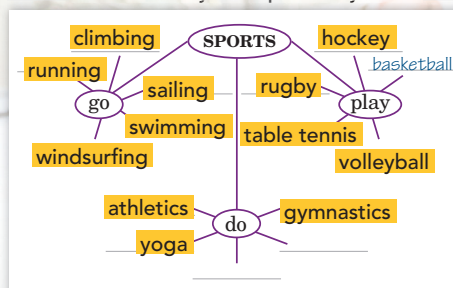 climbing
SPORTS
hockey
running
basketball
go
sailing
rugby
play
swimming
table tennis
windsurfing
volleyball
athletics
gymnastics
do
yoga